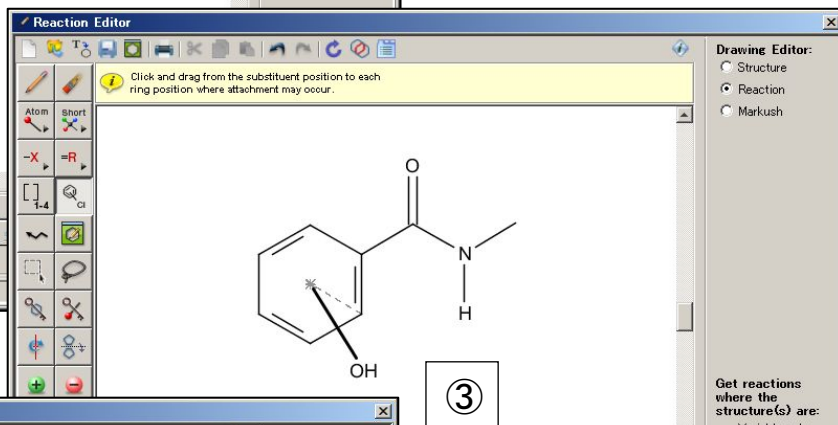 Reaction Editor
Click and drag from the substituent position to each
ring position where attachment may occur.
Drawing Editor:
Structure
Reaction
Markush
Atom
Short
-X
=R
[ ]
1-4
Cl
O
N
H
OH
③
Get reactions
where the
structure(s) are: